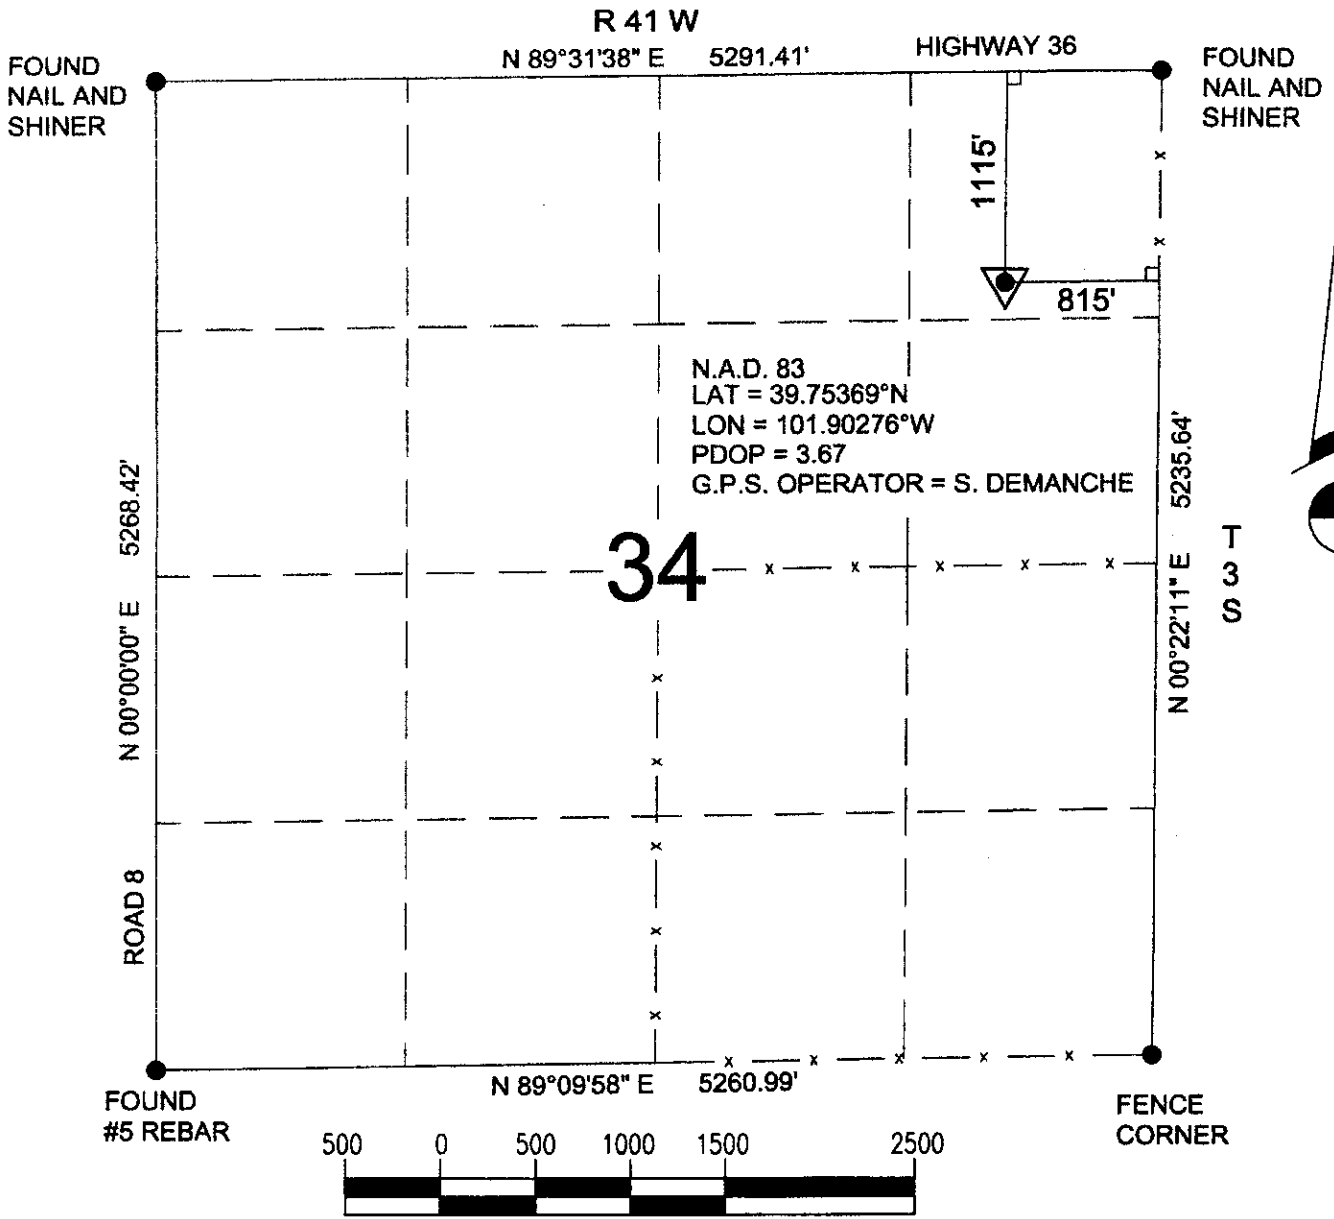 R 41 W
N 89°31'38" E 5291.41'
HIGHWAY 36
FOUND
NAIL AND
SHINER
FOUND
NAIL AND
SHINER
1115'
815'
N.A.D. 83
LAT = 39.75369°N
LON = 101.90276°W
PDOP = 3.67
G.P.S. OPERATOR = S. DEMANCHE
N 00°00'00" E 5268.42'
34
N 00°22'11" E 5235.64'
T
3
S
ROAD 8
N 89°09'58" E 5260.99'
FOUND
#5 REBAR
FENCE
CORNER
500 0 500 1000 1500 2500